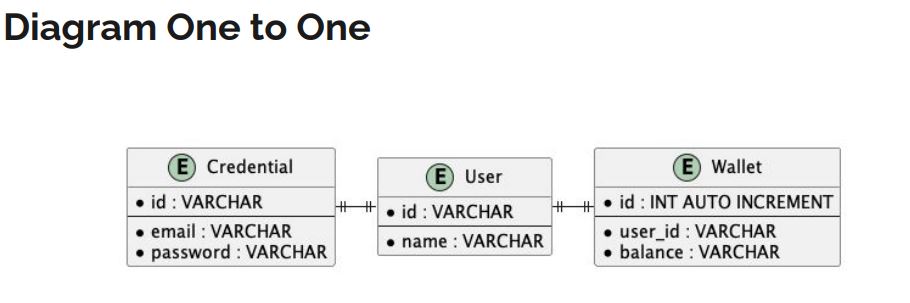 Diagram One to One
E Credential
• id : VARCHAR
• email : VARCHAR
• password : VARCHAR
E User
• id : VARCHAR
• name : VARCHAR
E Wallet
• id : INT AUTO INCREMENT
• user_id : VARCHAR
• balance : VARCHAR